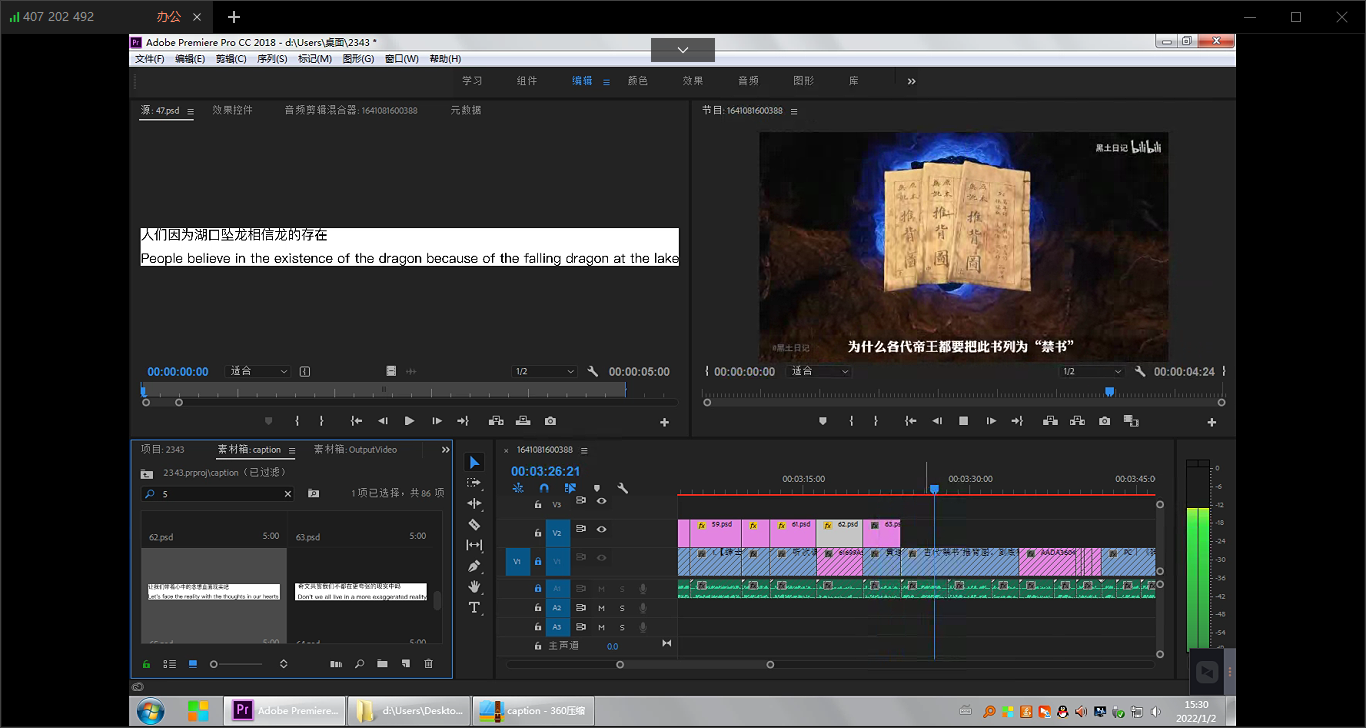 407 202 492
办公
Adobe Premiere Pro CC 2018 - d:\Users\桌面\2343 *
文件(F) 编辑(E) 剪辑(C) 序列(S) 标记(M) 图形(G) 窗口(W) 帮助(H)
学习 组件 编辑 颜色 效果 音频 图形 库
源: 47.psd 效果控件 音频剪辑混合器: 1641081600388 元数据
节目: 1641081600388
人们因为湖口坠龙相信龙的存在
People believe in the existence of the dragon because of the falling dragon at the lake
黑土日记 bilibili
推背圖
推背圖
推背圖
@黑土日记
为什么各代帝王都要把此书列为“禁书”
00:00:00:00 适合 1/2 00:00:05:00
00:00:00:00 适合 1/2 00:00:04:24
项目: 2343 素材箱: caption 素材箱: OutputVideo
2343.prproj\caption（已过滤）
5
1项已选择，共 86 项
62.psd 5:00 63.psd 5:00
Let's face the reality with the thoughts in our hearts
Don't we all live in a more exaggerated reality
5:00 5:00
1641081600388
00:03:26:21
00:03:15:00 00:03:30:00 00:03:45:0
V3
V2
59.psd 61.psd 62.psd 63.ps
V1 V1
A1 M S
A2 M S
A3 M S
主声道 0.0
0
-6
-12
-18
-24
-30
-36
-42
-48
-54
Adobe Premiere...
d:\Users\Deskto...
caption - 360压缩
15:30
2022/1/2